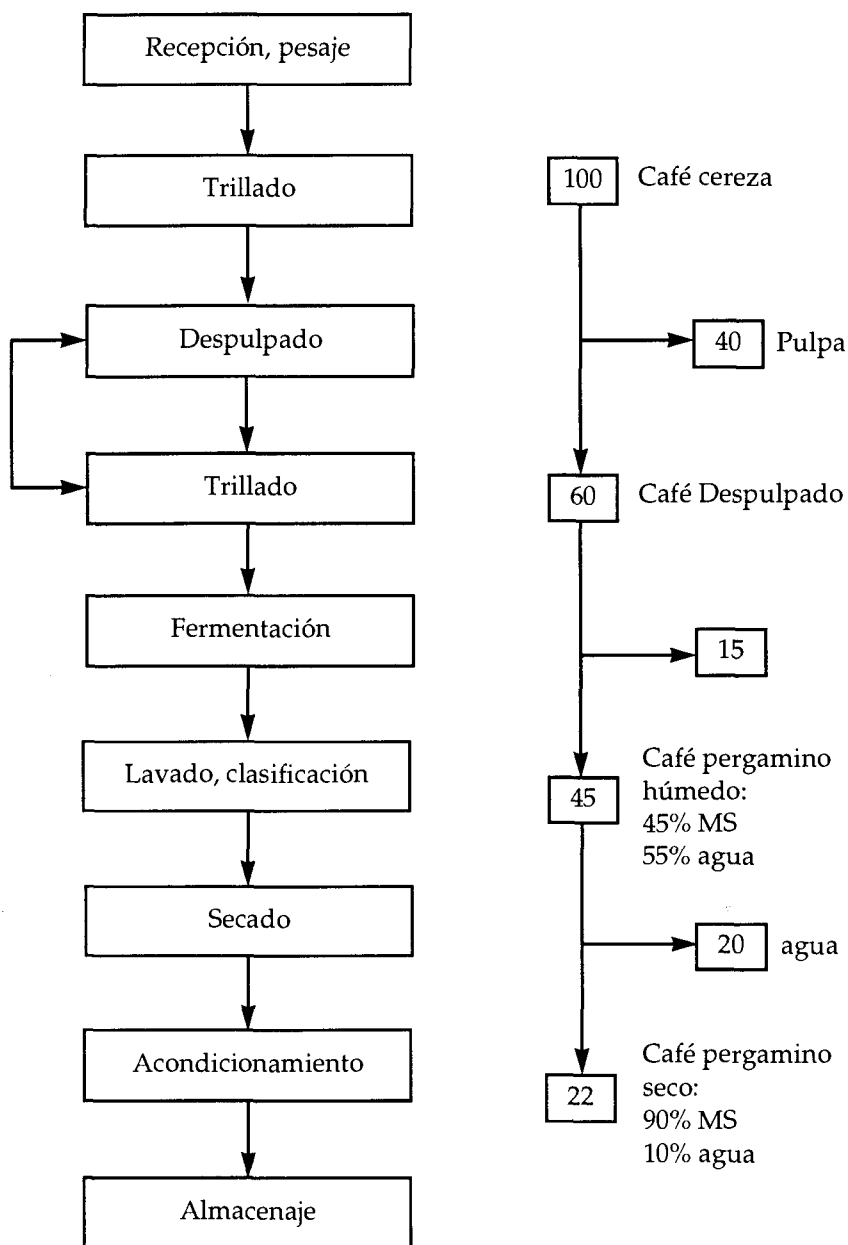 Recepción, pesaje
Trillado
Despulpado
Trillado
Fermentación
Lavado, clasificación
Secado
Acondicionamiento
Almacenaje
100 Café cereza
40 Pulpa
60 Café Despulpado
15
45
Café pergamino
húmedo:
45% MS
55% agua
20 agua
22
Café pergamino
seco:
90% MS
10% agua